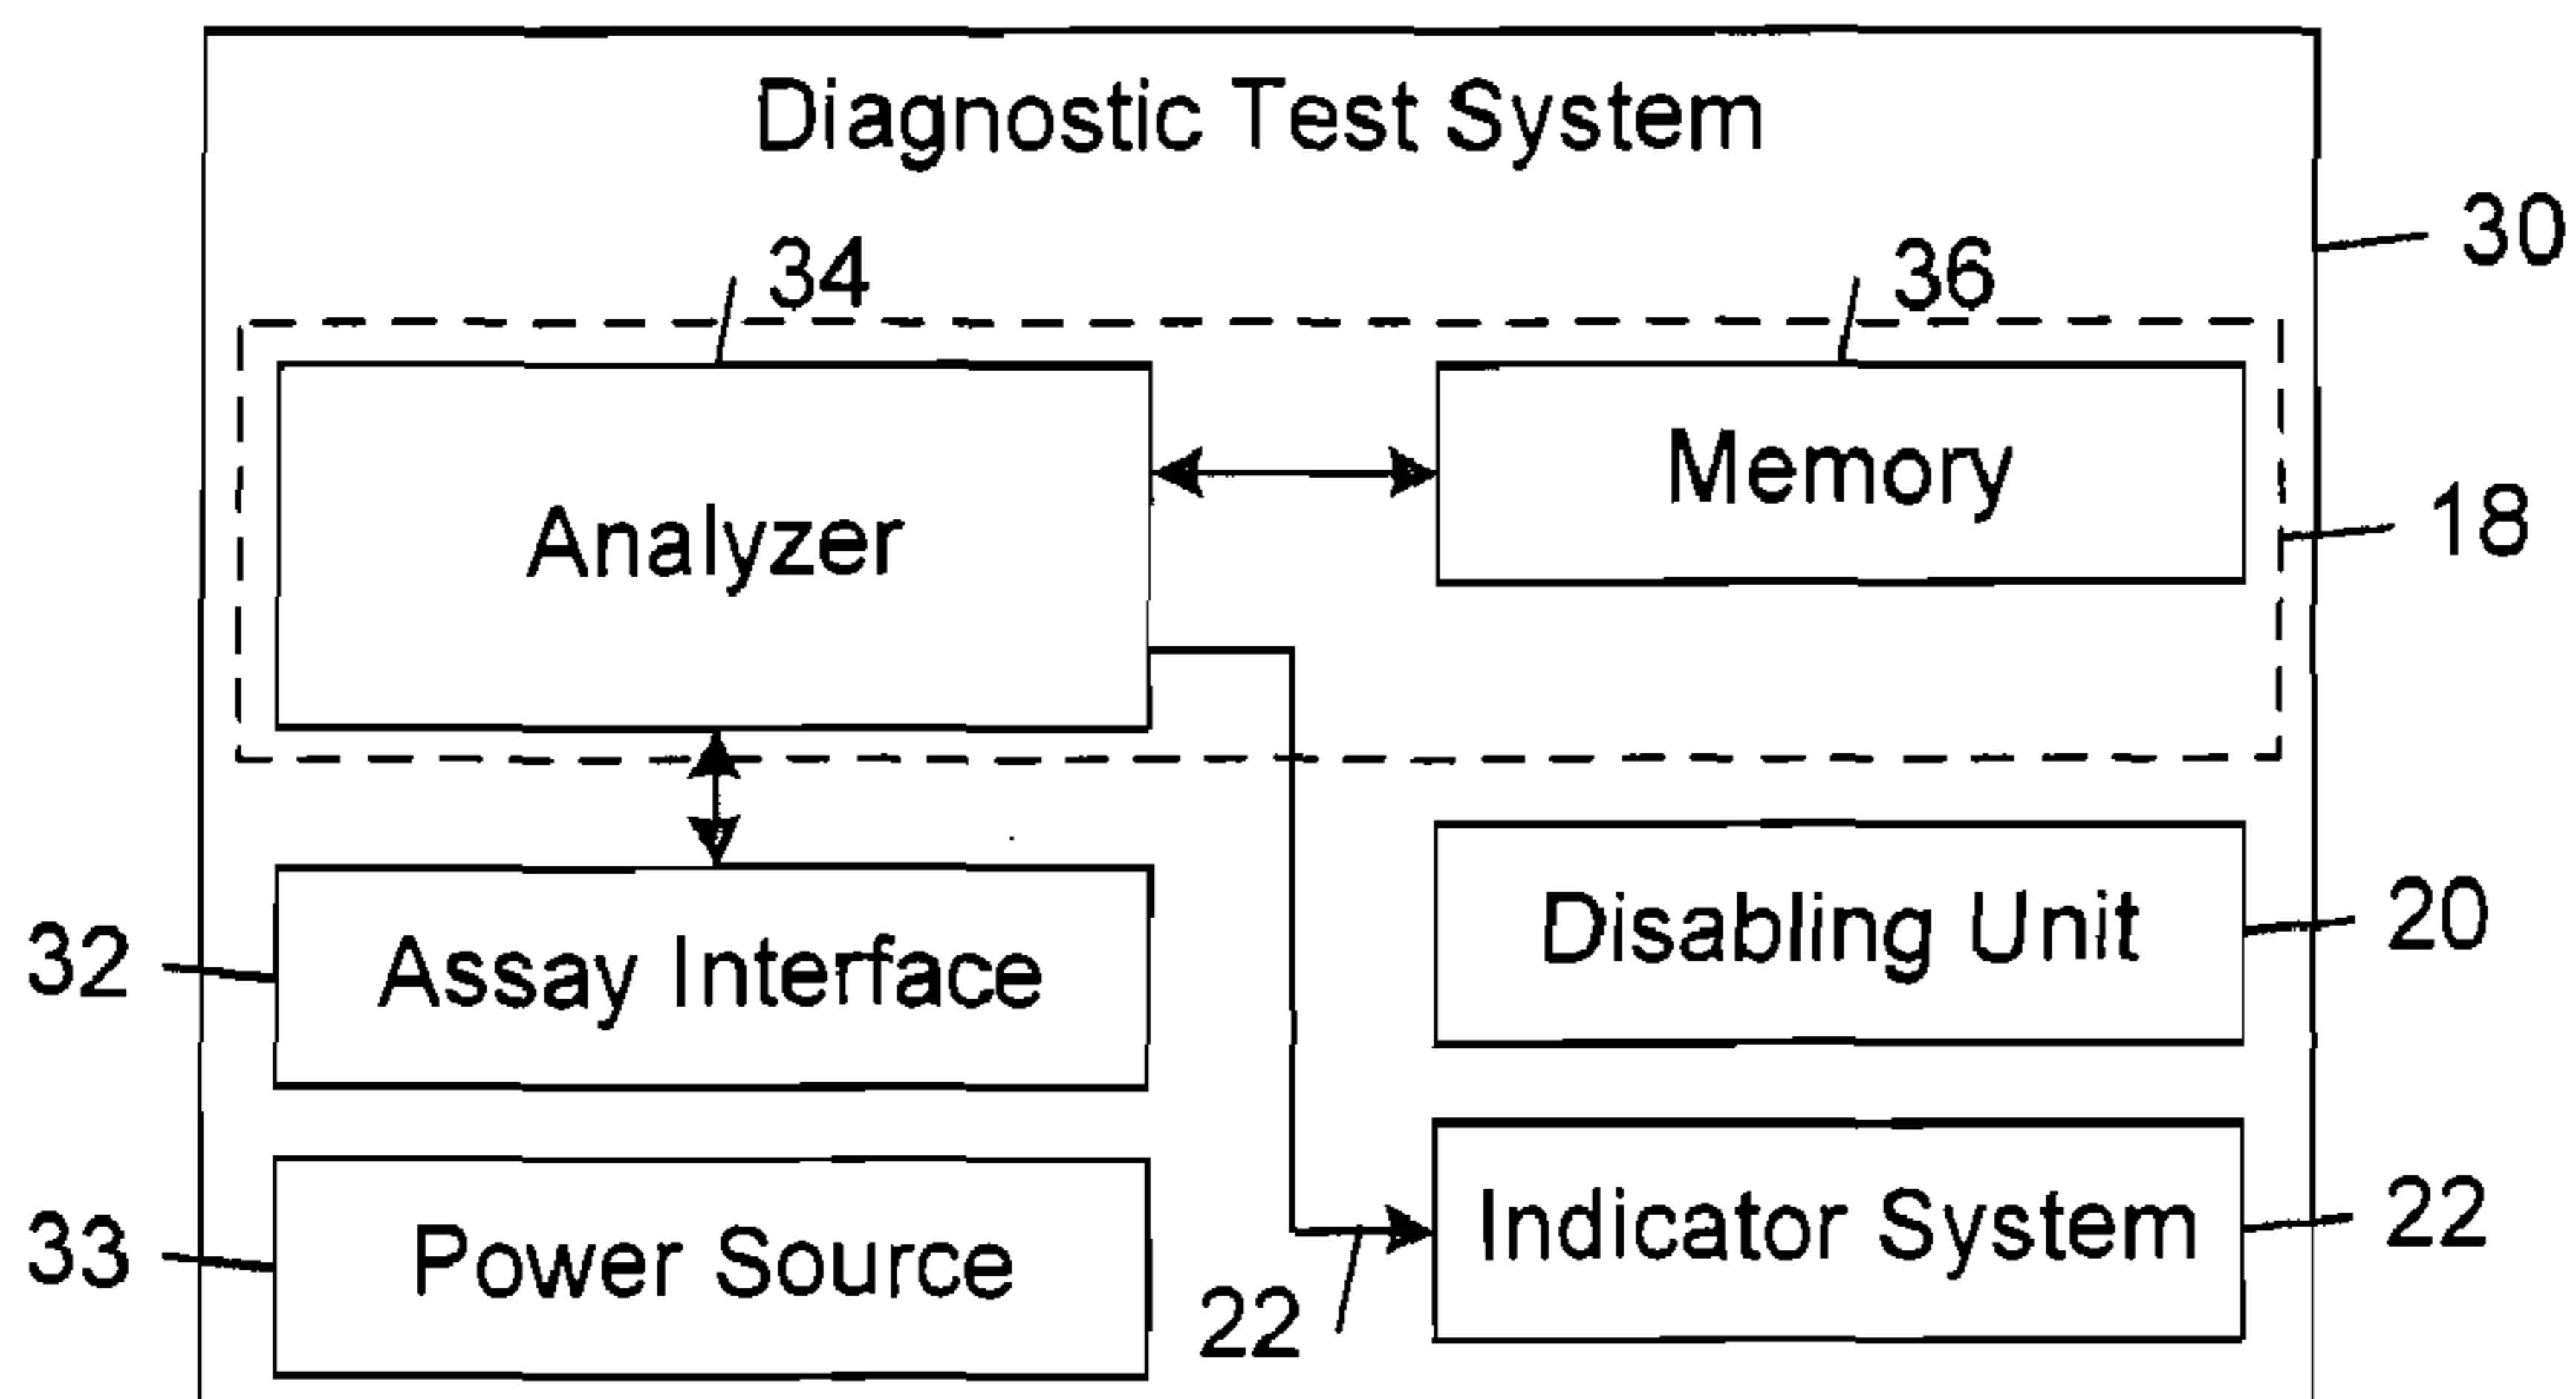 Diagnostic Test System
30
34
36
Analyzer
Memory
18
32
Assay Interface
Disabling Unit
20
33
Power Source
22
Indicator System
22